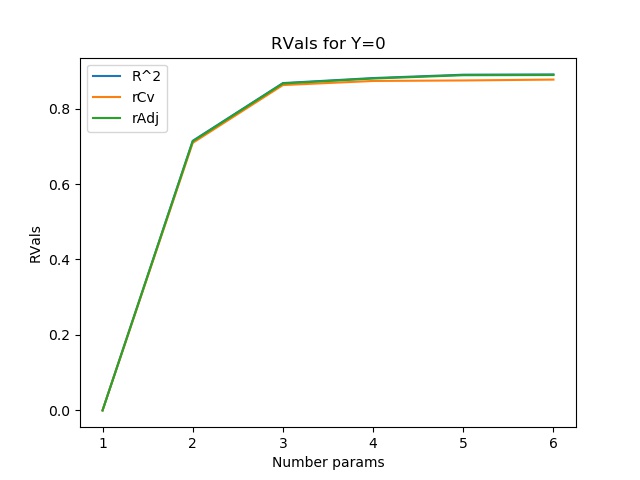 RVals for Y=0
R^2
rCv
rAdj
0.8
0.6
0.4
0.2
0.0
RVals
1 2 3 4 5 6
Number params